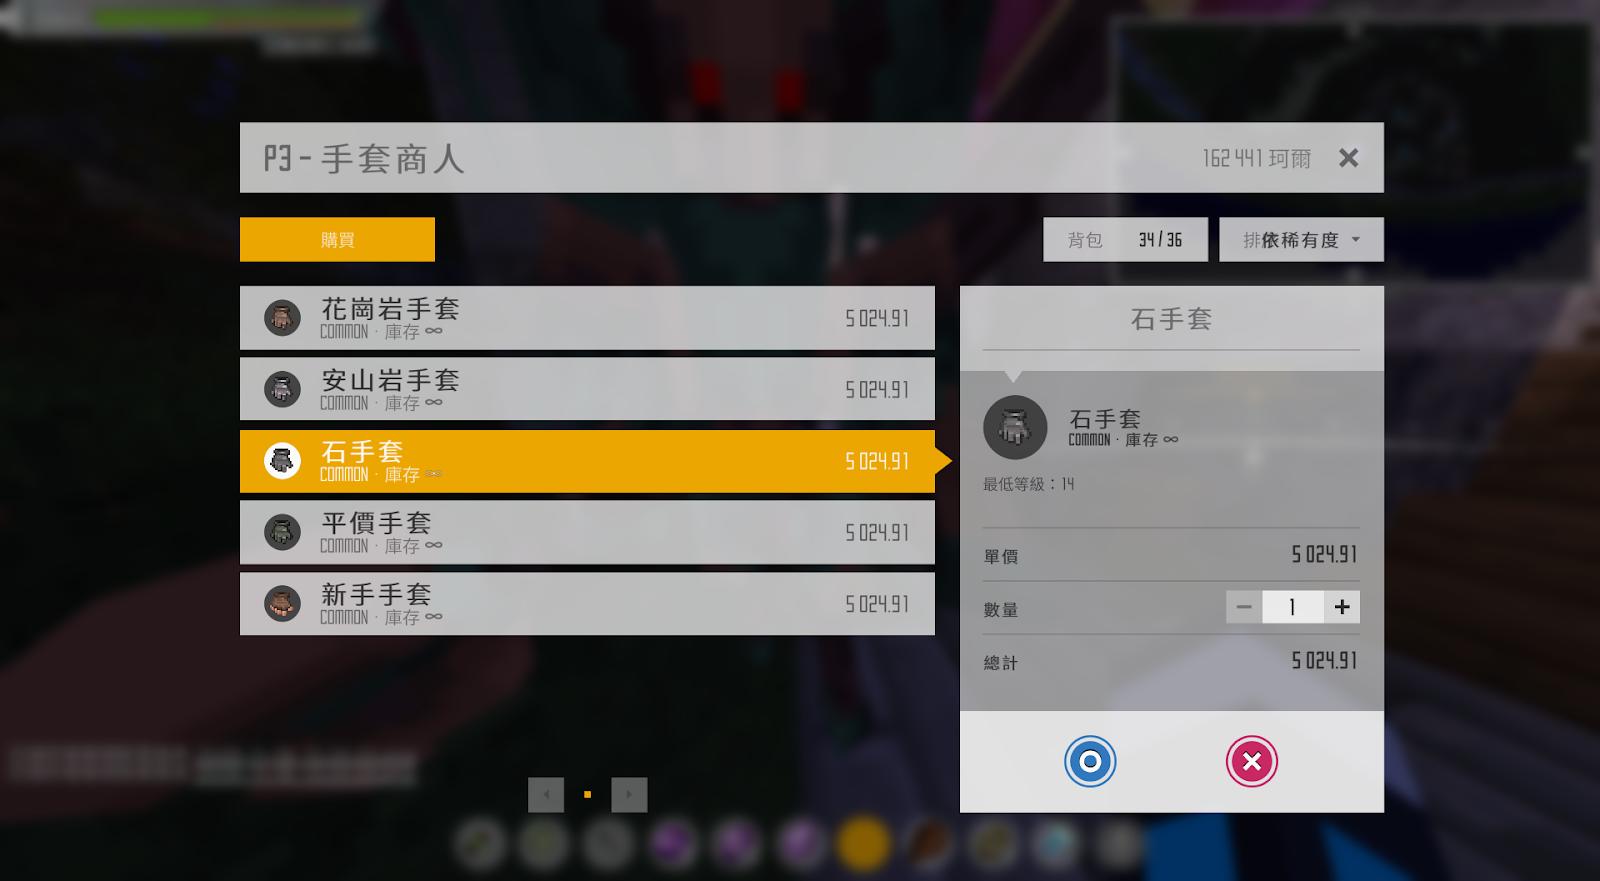 P3 - 手套商人
162 441 珂爾
購買
背包 34 / 36
依稀有度
花崗岩手套
COMMON · 庫存 ∞
5 024.91
安山岩手套
COMMON · 庫存 ∞
5 024.91
石手套
COMMON · 庫存 ∞
5 024.91
平價手套
COMMON · 庫存 ∞
5 024.91
新手手套
COMMON · 庫存 ∞
5 024.91
石手套
石手套
COMMON · 庫存 ∞
最低等級：14
單價 5 024.91
數量 1
總計 5 024.91